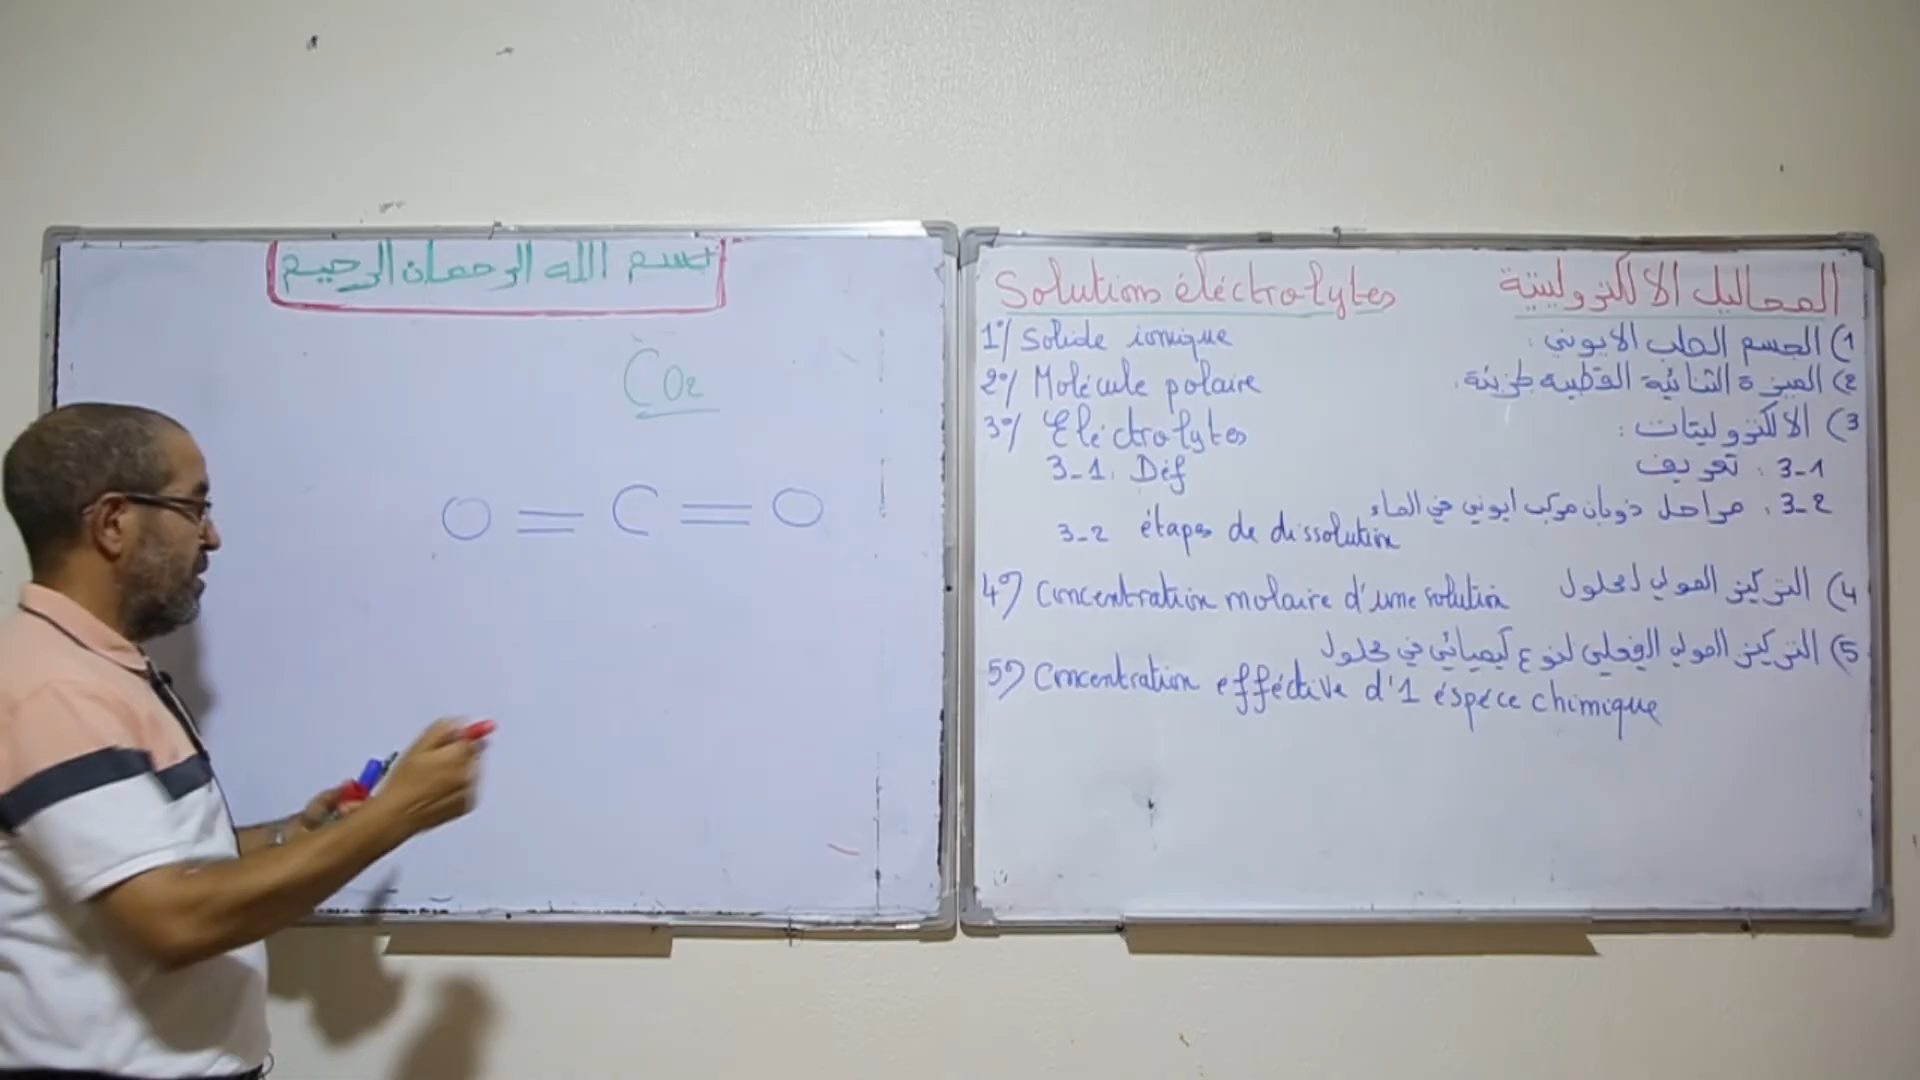 بسم الله الرحمان الرحيم
CO2
O = C = O
Solutions éléctrolytes
المحاليل الالكتروليتية
1°/ Solide ionique
1) الجسم الصلب الايوني :
2°/ Molécule polaire
2) الميزة الثنائية القطبية لجزيئة.
3°/ Eléctrolytes
3) الالكتروليتات :
3-1. Déf
3-1 : تعريف
3-2. مراحل ذوبان مركب ايوني في الماء
3-2 étapes de dissolution
4°) Concentration molaire d'une solution
4) التركيز المولي لمحلول
5) التركيز المولي الفعلي لنوع كيميائي في محلول
5°) Concentration efféctive d'1 éspéce chimique